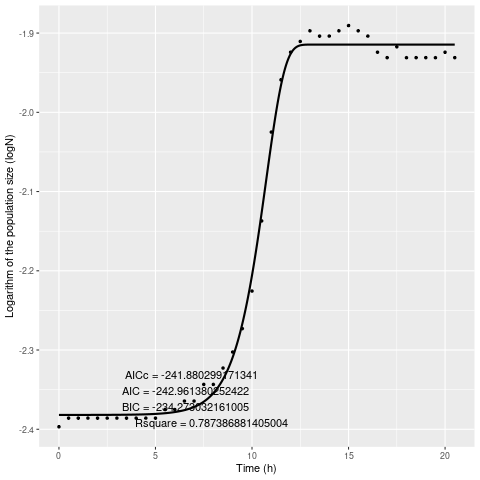 -1.9
-2.0
-2.1
-2.2
-2.3
-2.4
Logarithm of the population size (logN)
AICc = -241.880299771341
AIC = -242.961380252422
BIC = -234.273032161005
Rsquare = 0.787386881405004
0 5 10 15 20
Time (h)